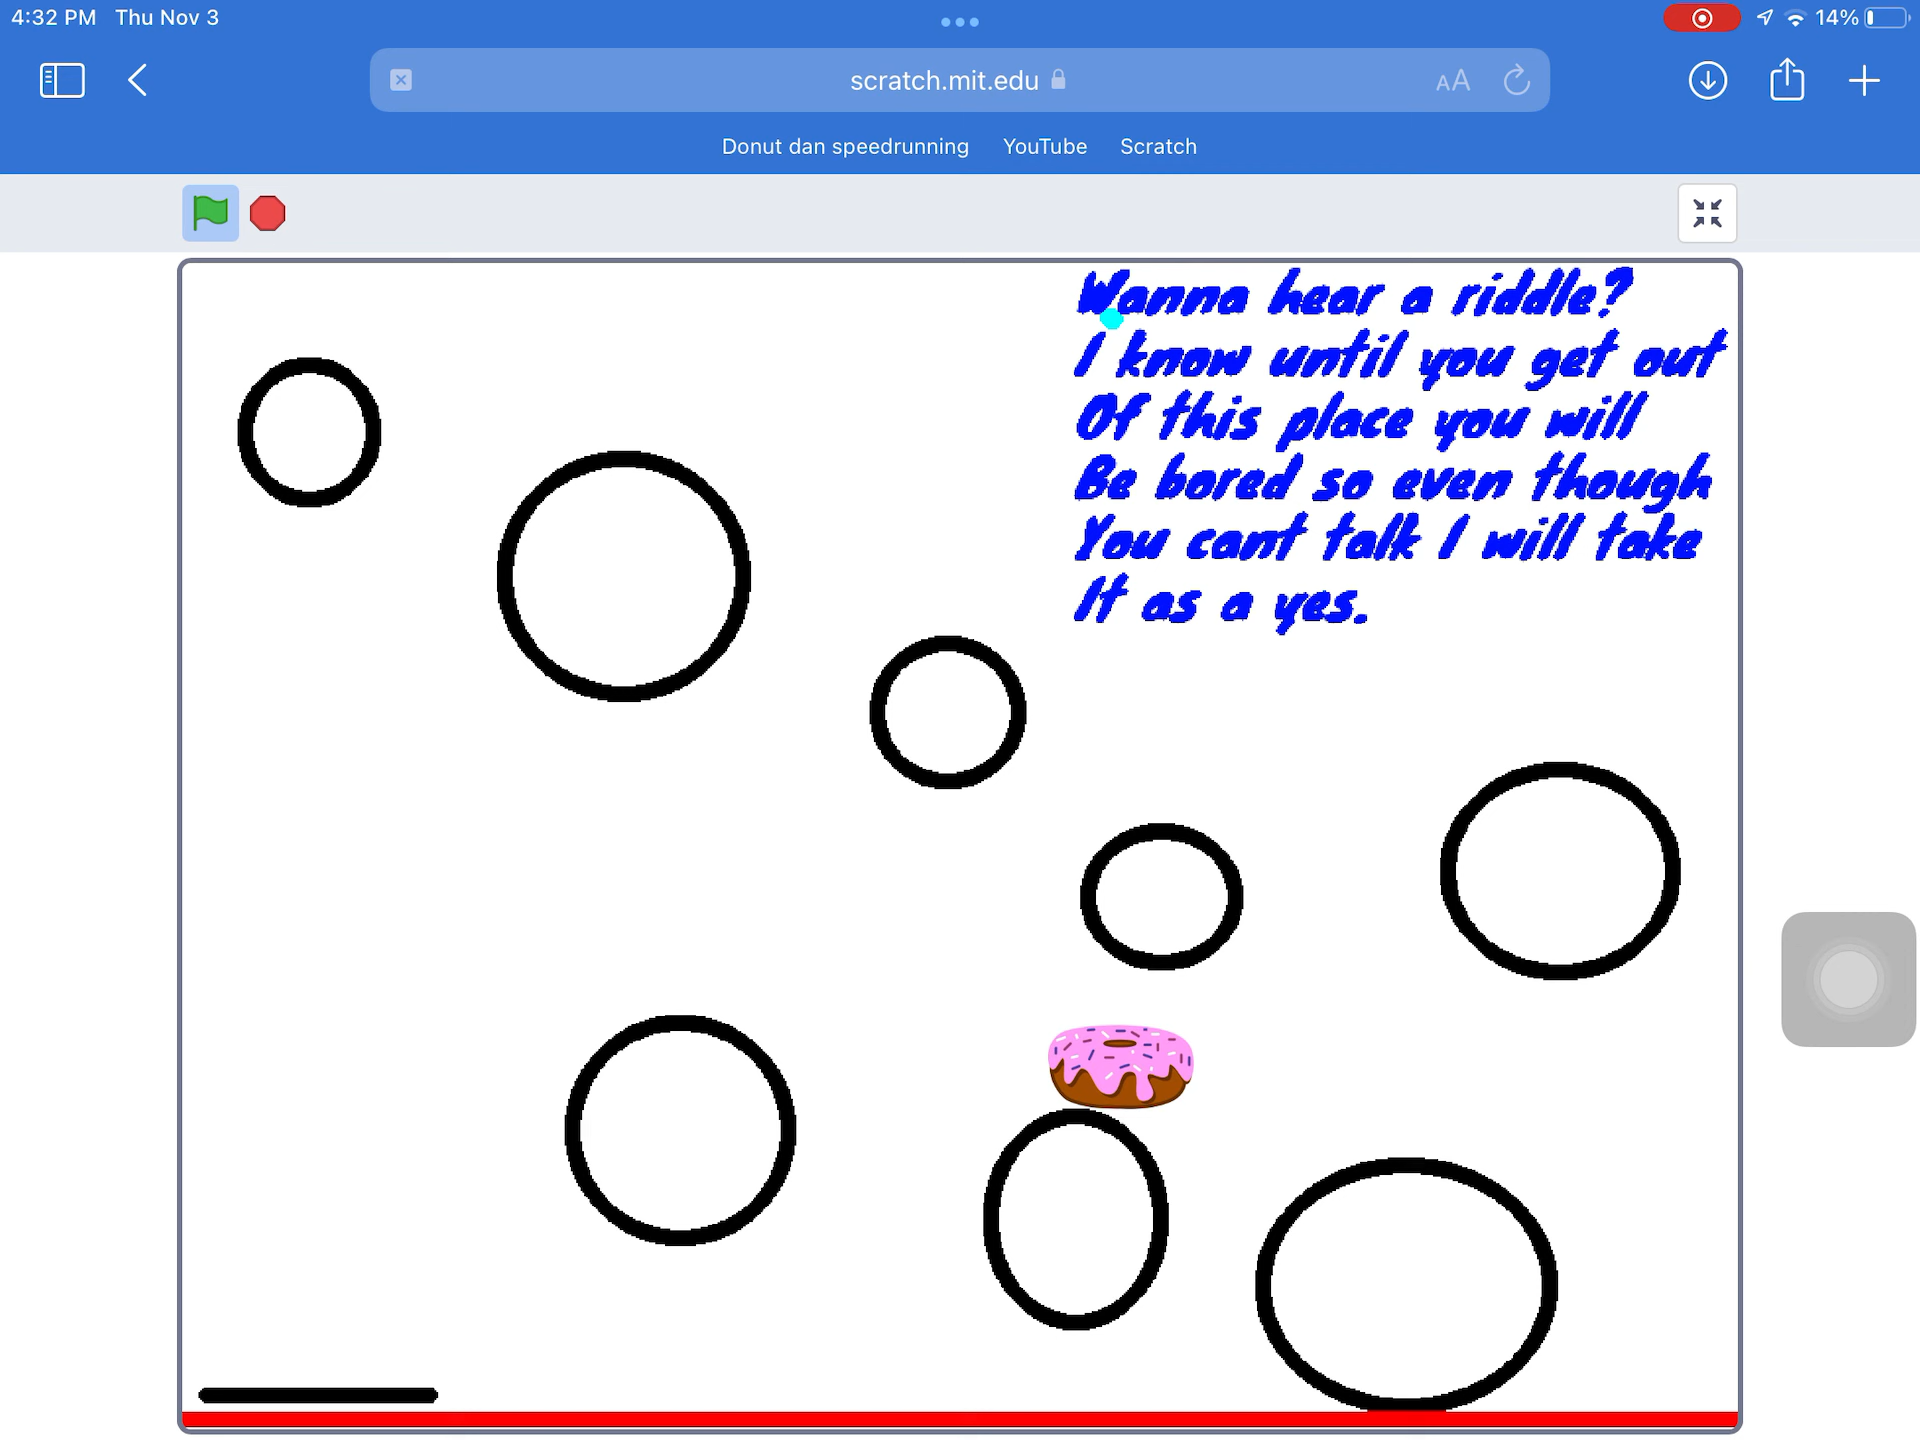 4:32 PM Thu Nov 3
14%
scratch.mit.edu
AA
Donut dan speedrunning YouTube Scratch
Wanna hear a riddle?
I know until you get out
Of this place you will
Be bored so even though
You cant talk I will take
It as a yes.